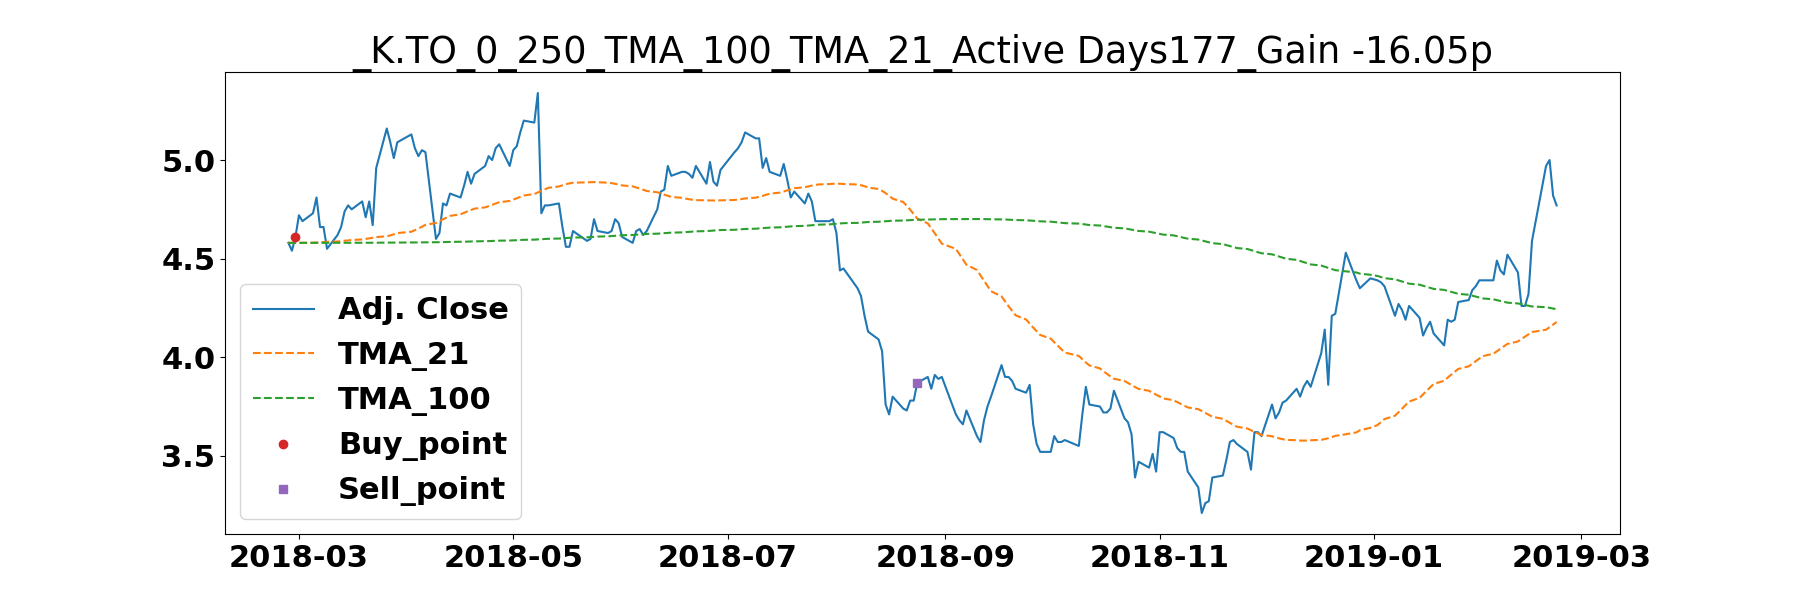 _K.TO_0_250_TMA_100_TMA_21_Active Days177_Gain -16.05p
5.0
4.5
4.0
3.5
Adj. Close
TMA_21
TMA_100
Buy_point
Sell_point
2018-03 2018-05 2018-07 2018-09 2018-11 2019-01 2019-03